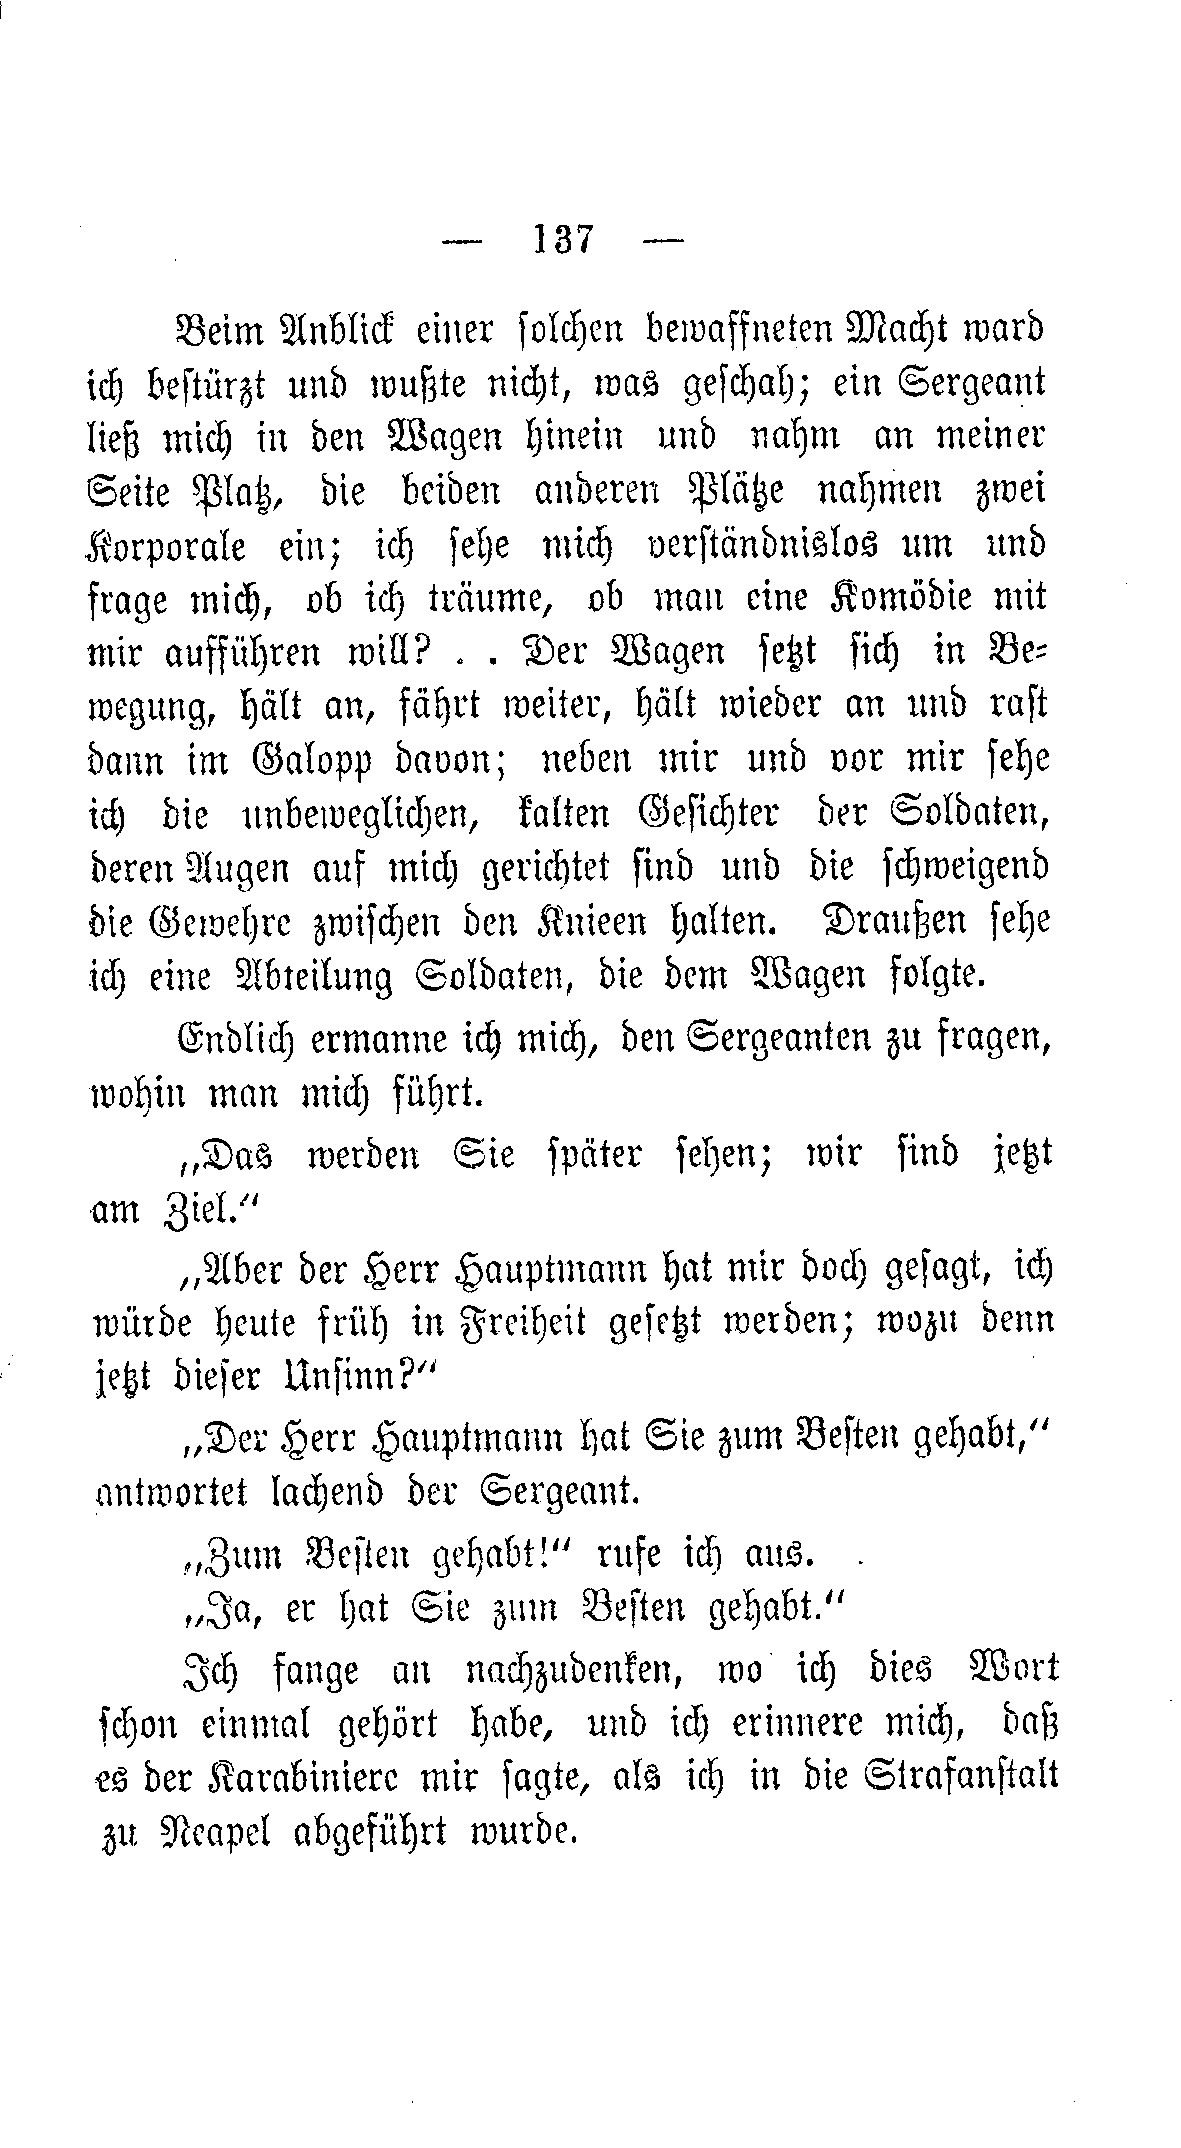 — 137 —
Beim Anblick einer solchen bewaffneten Macht ward
ich bestürzt und wußte nicht, was geschah; ein Sergeant
ließ mich in den Wagen hinein und nahm an meiner
Seite Platz, die beiden anderen Plätze nahmen zwei
Korporale ein; ich sehe mich verständnislos um und
frage mich, ob ich träume, ob man eine Komödie mit
mir aufführen will? . . Der Wagen setzt sich in Be-
wegung, hält an, fährt weiter, hält wieder an und rast
dann im Galopp davon; neben mir und vor mir sehe
ich die unbeweglichen, kalten Gesichter der Soldaten,
deren Augen auf mich gerichtet sind und die schweigend
die Gewehre zwischen den Knieen halten. Draußen sehe
ich eine Abteilung Soldaten, die dem Wagen folgte.
Endlich ermanne ich mich, den Sergeanten zu fragen,
wohin man mich führt.
„Das werden Sie später sehen; wir sind jetzt
am Ziel.“
„Aber der Herr Hauptmann hat mir doch gesagt, ich
würde heute früh in Freiheit gesetzt werden; wozu denn
jetzt dieser Unsinn?“
„Der Herr Hauptmann hat Sie zum Besten gehabt,“
antwortet lachend der Sergeant.
„Zum Besten gehabt!“ rufe ich aus.
„Ja, er hat Sie zum Besten gehabt.“
Ich fange an nachzudenken, wo ich dies Wort
schon einmal gehört habe, und ich erinnere mich, daß
es der Karabiniere mir sagte, als ich in die Strafanstalt
zu Neapel abgeführt wurde.